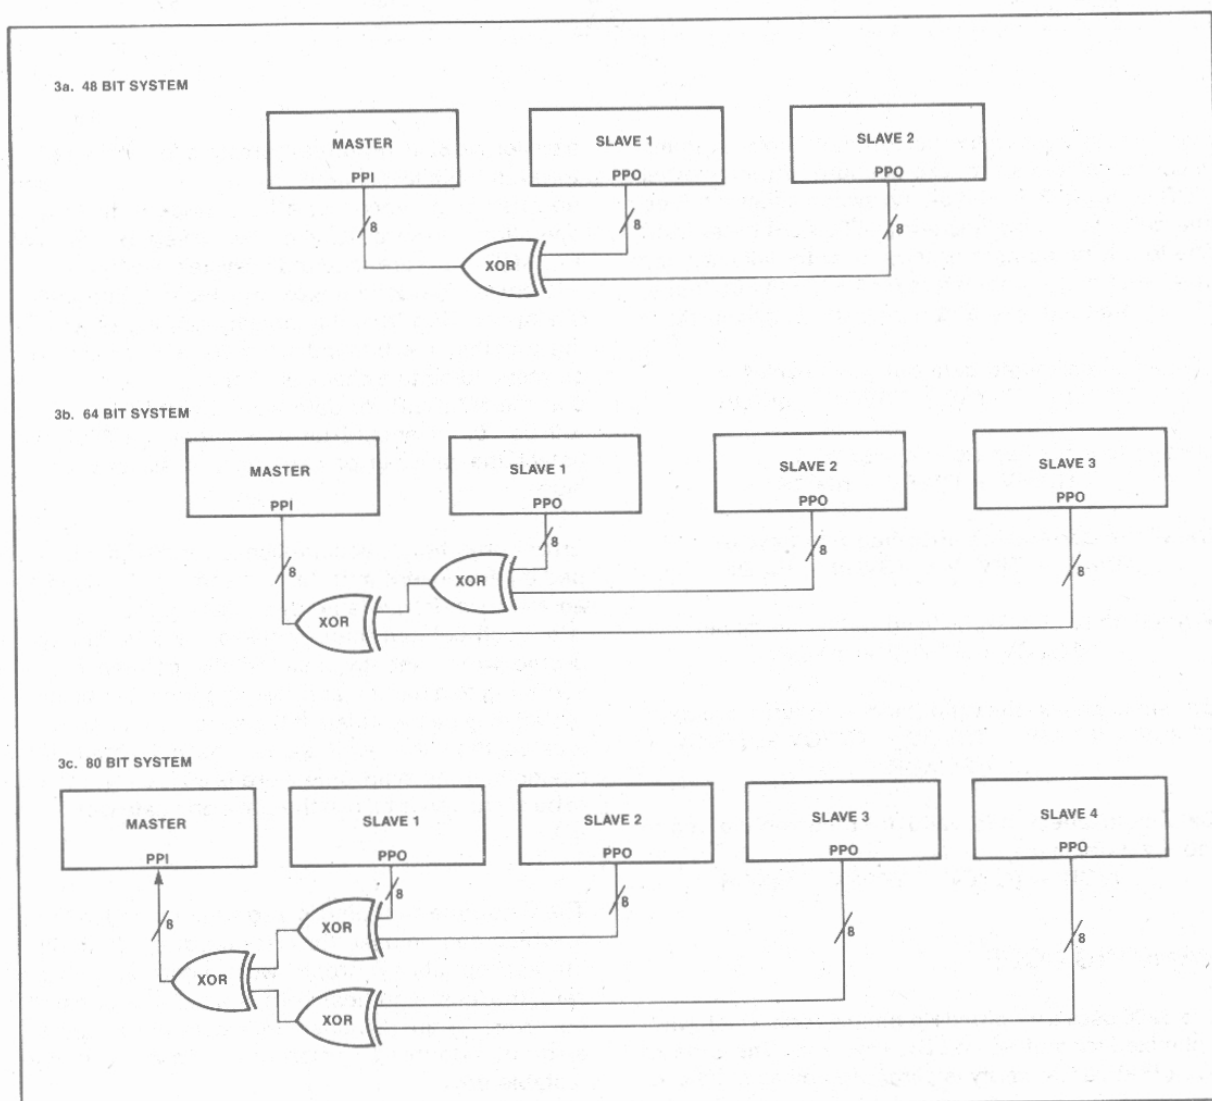 3a. 48 BIT SYSTEM
MASTER
PPI
SLAVE 1
PPO
SLAVE 2
PPO
8
8
8
XOR
3b. 64 BIT SYSTEM
MASTER
PPI
SLAVE 1
PPO
SLAVE 2
PPO
SLAVE 3
PPO
8
8
8
8
XOR
XOR
3c. 80 BIT SYSTEM
MASTER
PPI
SLAVE 1
PPO
SLAVE 2
PPO
SLAVE 3
PPO
SLAVE 4
PPO
8
8
8
8
8
XOR
XOR
XOR